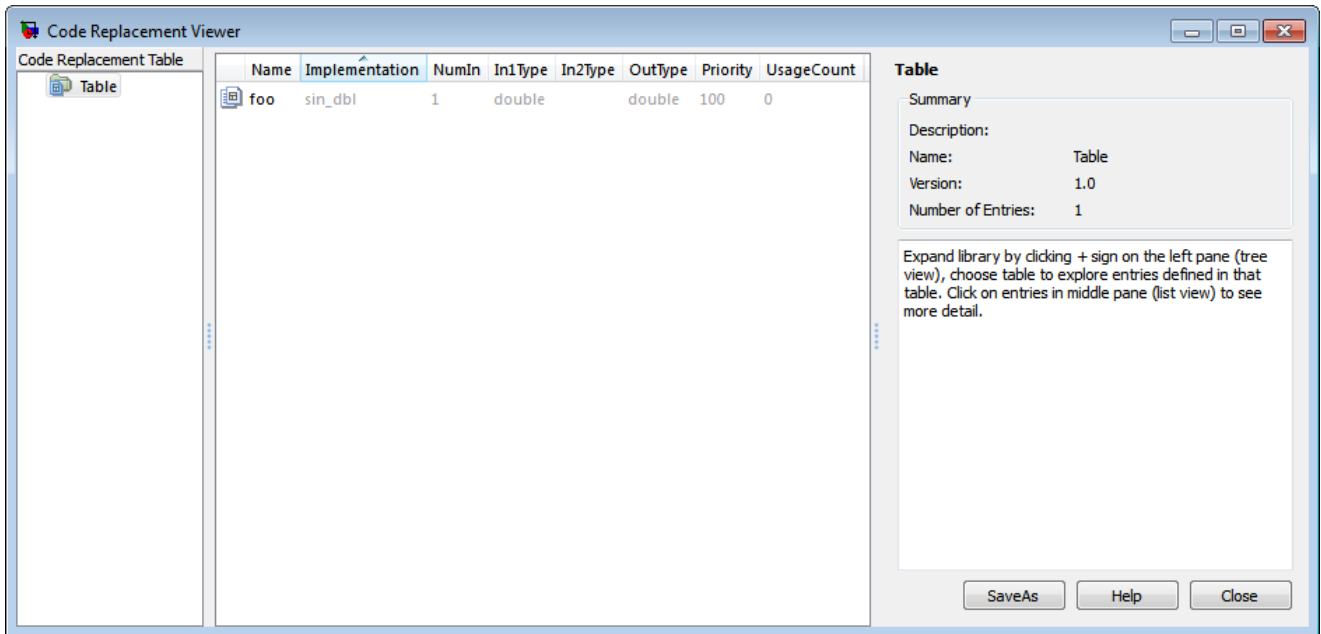 Code Replacement Viewer
Code Replacement Table
Table
Name Implementation NumIn In1Type In2Type OutType Priority UsageCount
foo sin_dbl 1 double double 100 0
Table
Summary
Description:
Name: Table
Version: 1.0
Number of Entries: 1
Expand library by clicking + sign on the left pane (tree
view), choose table to explore entries defined in that
table. Click on entries in middle pane (list view) to see
more detail.
SaveAs Help Close